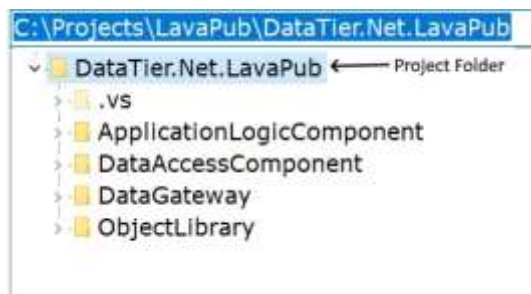 C:\Projects\LavaPub\DataTier.Net.LavaPub
DataTier.Net.LavaPub Project Folder
.vs
ApplicationLogicComponent
DataAccessComponent
DataGateway
ObjectLibrary